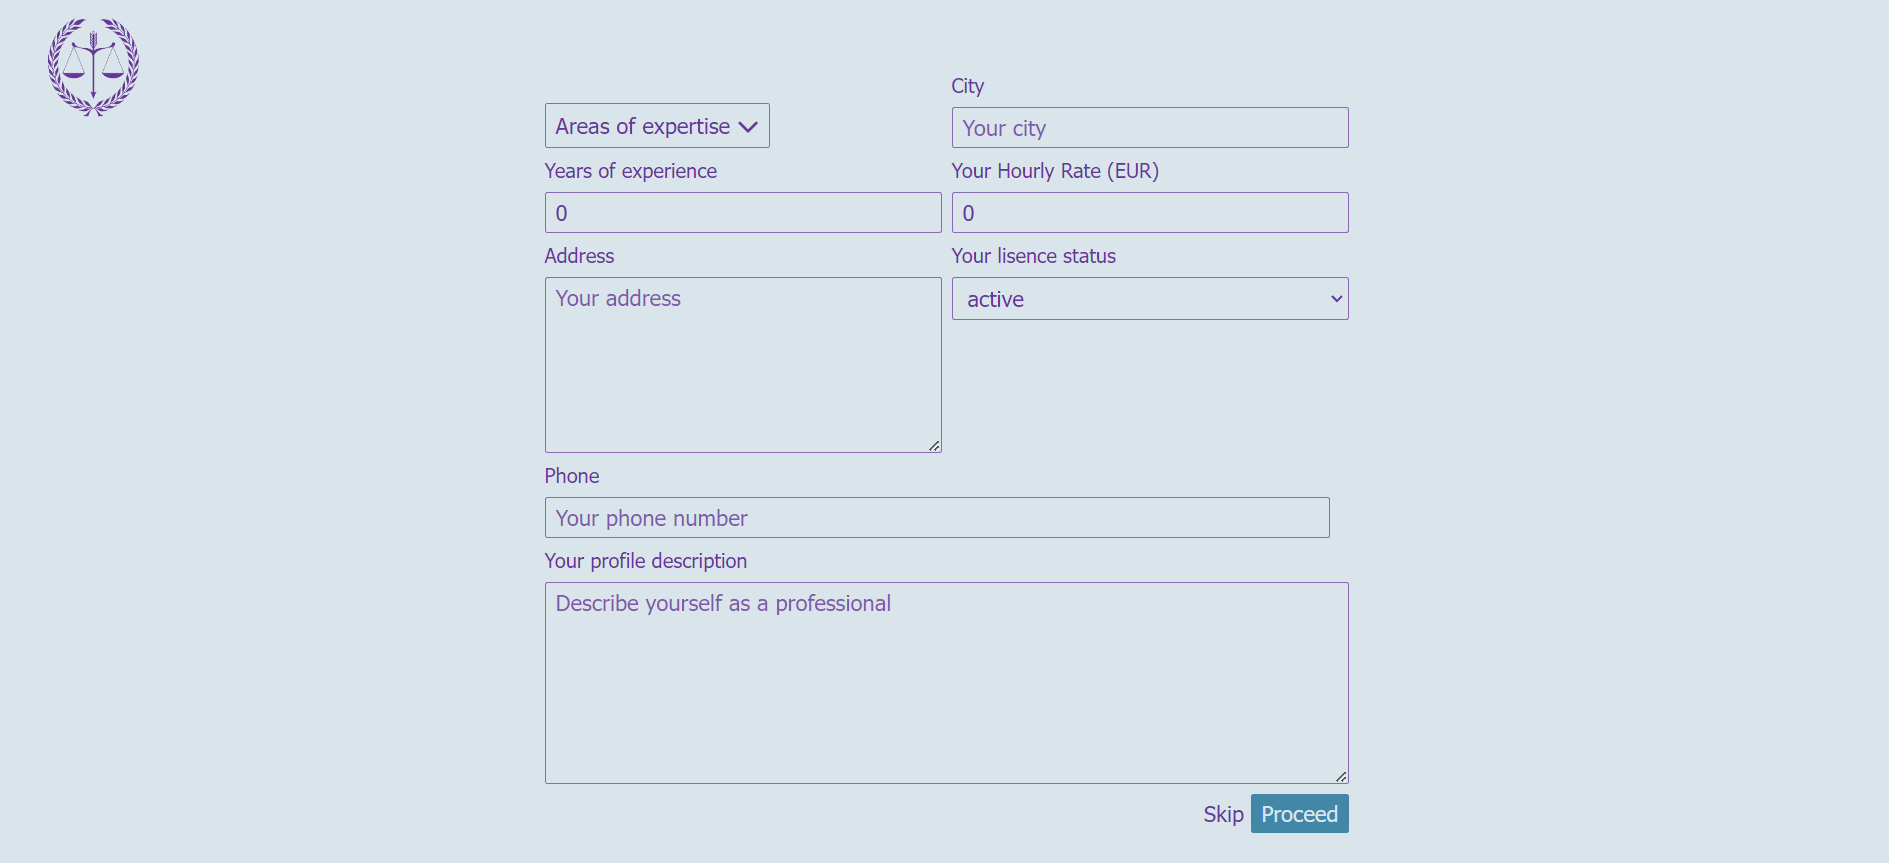 City
Areas of expertise
Your city
Years of experience
Your Hourly Rate (EUR)
0
0
Address
Your lisence status
Your address
active
Phone
Your phone number
Your profile description
Describe yourself as a professional
Skip
Proceed